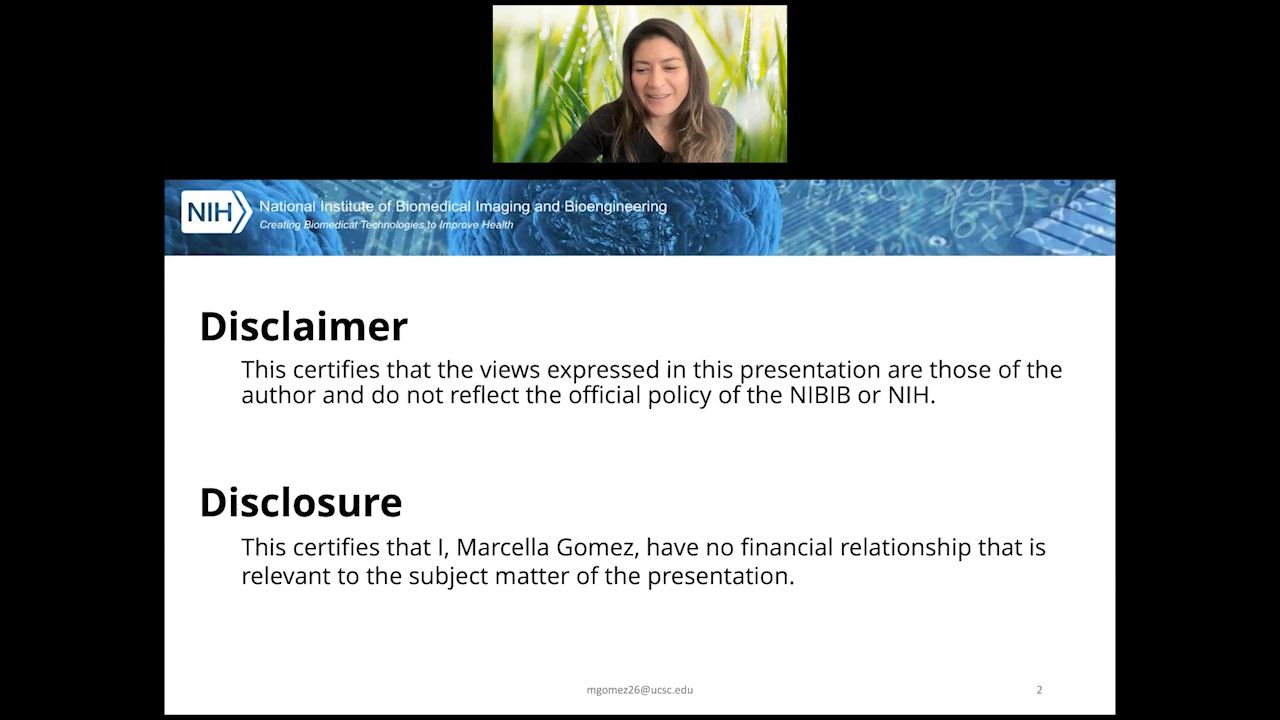 NIH
National Institute of Biomedical Imaging and Bioengineering
Creating Biomedical Technologies to Improve Health
Disclaimer
This certifies that the views expressed in this presentation are those of the
author and do not reflect the official policy of the NIBIB or NIH.
Disclosure
This certifies that I, Marcella Gomez, have no financial relationship that is
relevant to the subject matter of the presentation.
mgomez26@ucsc.edu
2